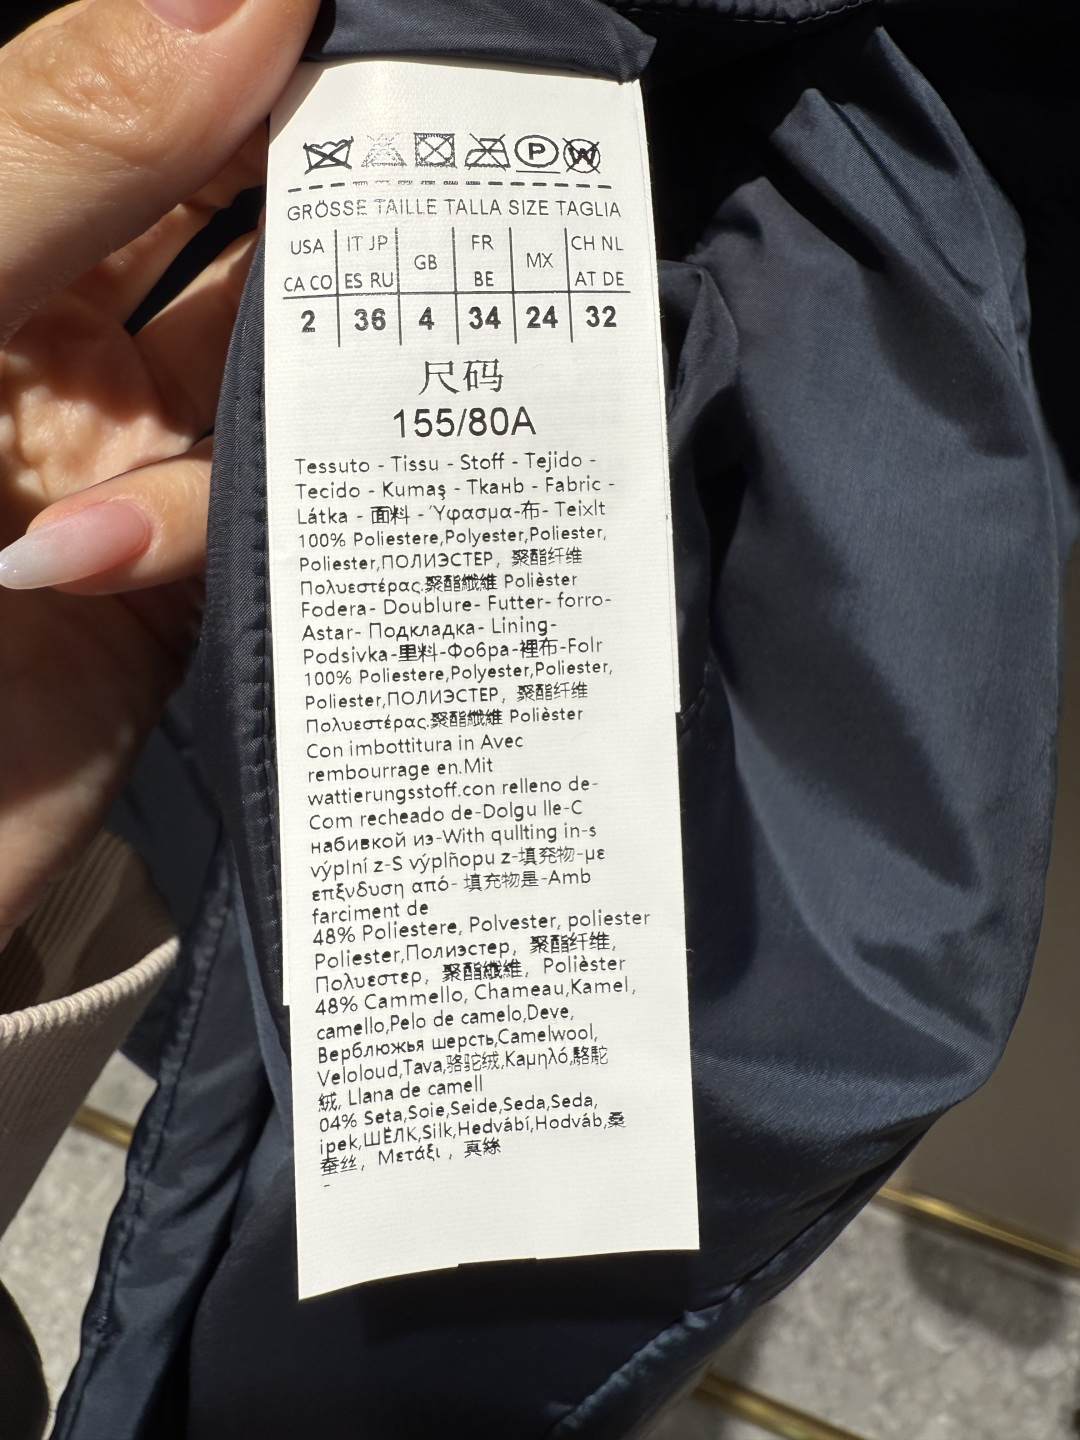 P W
GRÖSSE TAILLE TALLA SIZE TAGLIA
USA IT JP GB FR MX CH NL
CA CO ES RU BE AT DE
2 36 4 34 24 32
尺码
155/80A
Tessuto - Tissu - Stoff - Tejido -
Tecido - Kumaş - Ткань - Fabric -
Látka - 面料 - Ύφασμα-布- Teixlt
100% Poliestere,Polyester,Poliester,
Poliester,ПОЛИЭСТЕР, 聚酯纤维
Πολυεστέρας.聚酯纖維 Polièster
Fodera- Doublure- Futter- forro-
Astar- Подкладка- Lining-
Podsivka-里料-Φοбра-裡布-Folr
100% Poliestere,Polyester,Poliester,
Poliester,ПОЛИЭСТЕР, 聚酯纤维
Πολυεστέρας.聚酯纖維 Polièster
Con imbottitura in Avec
rembourrage en.Mit
wattierungsstoff.con relleno de-
Com recheado de-Dolgu lle-C
набивкой из-With qullting in-s
výplní z-S výplñopu z-填充物-με
επξνδυση από- 填充物是-Amb
farciment de
48% Poliestere, Polvester, poliester
Poliester,Полиэстер, 聚酯纤维,
Πολυεστερ, 聚酯纖維, Polièster
48% Cammello, Chameau,Kamel,
camello,Pelo de camelo,Deve,
Верблюжья шерсть,Camelwool,
Veloloud,Tava,骆驼绒,Καμηλό,駱駝
絨, Llana de camell
04% Seta,Soie,Seide,Seda,Seda,
ipek,ШЁЛК,Silk,Hedvábí,Hodváb,桑
蚕丝, Μετάξι , 真絲
-